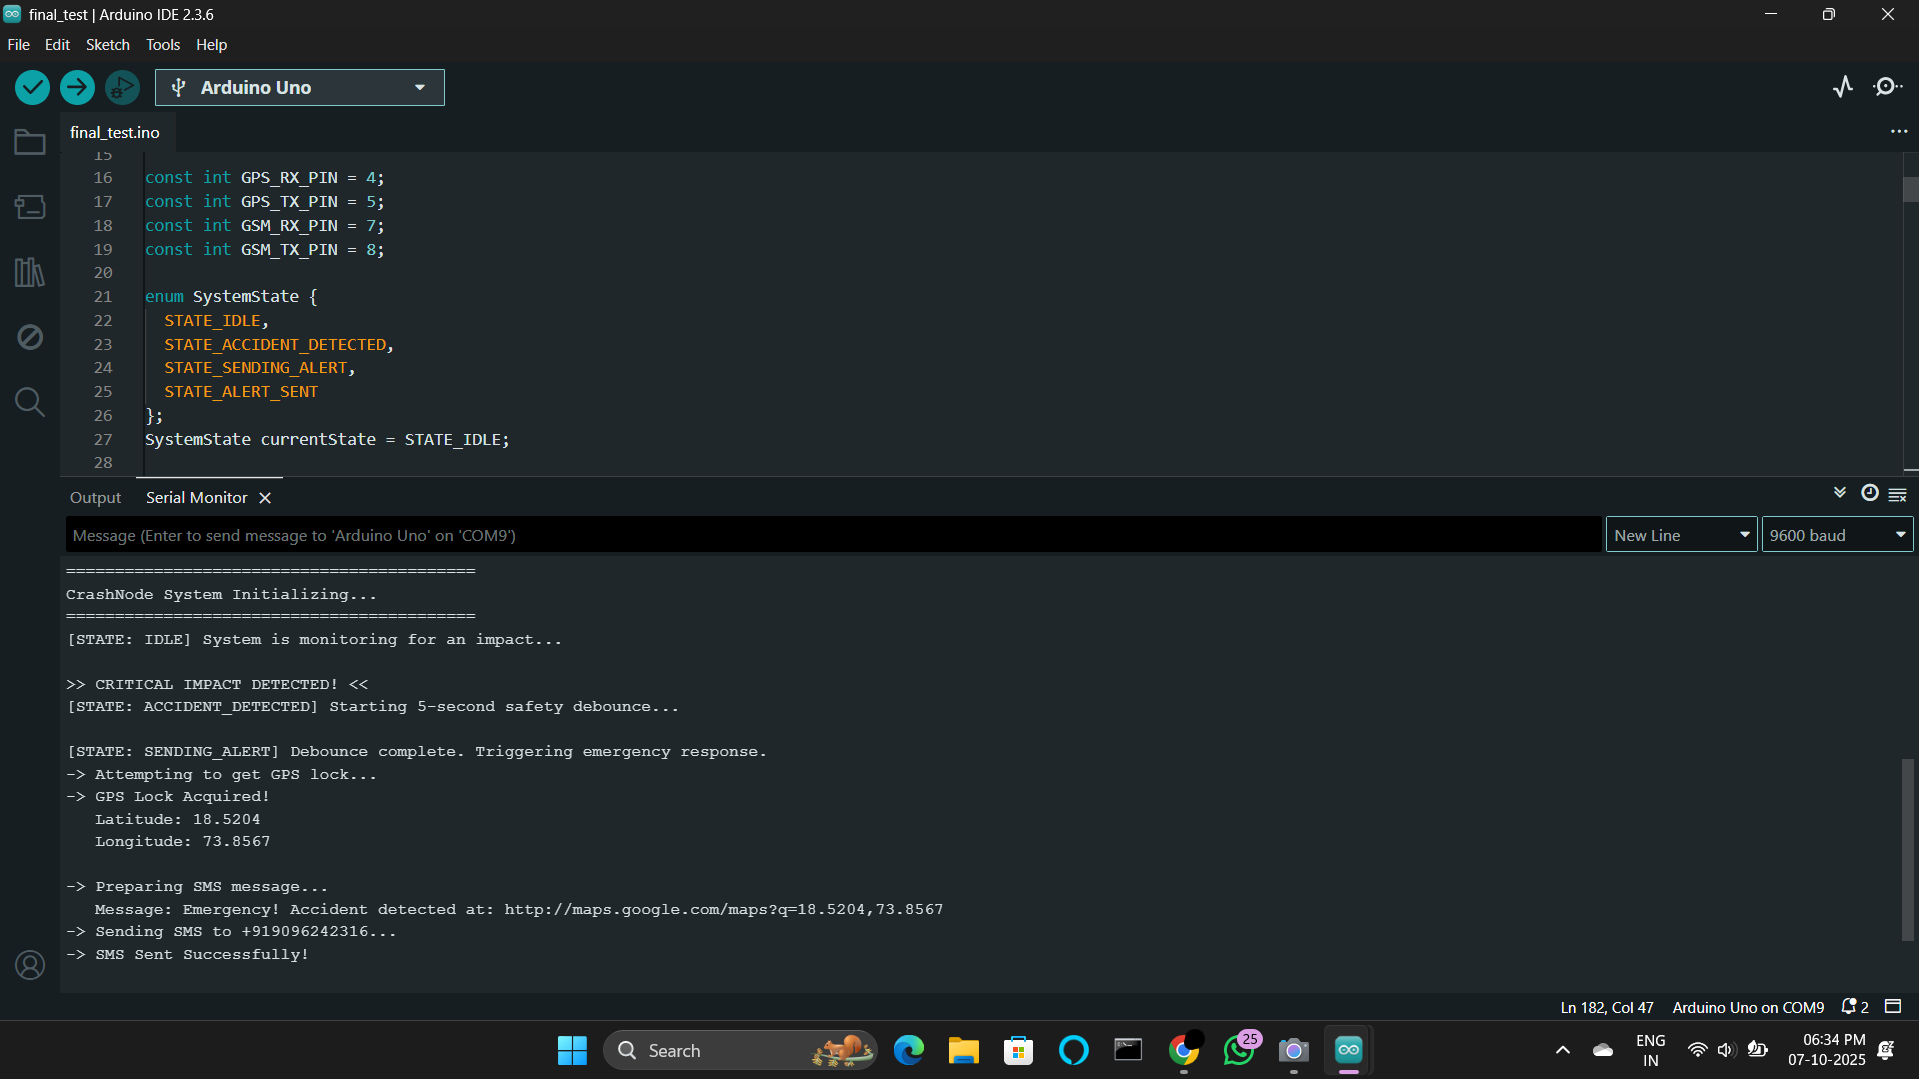 final_test | Arduino IDE 2.3.6
File Edit Sketch Tools Help
Arduino Uno
final_test.ino
15
16 const int GPS_RX_PIN = 4;
17 const int GPS_TX_PIN = 5;
18 const int GSM_RX_PIN = 7;
19 const int GSM_TX_PIN = 8;
20
21 enum SystemState {
22 STATE_IDLE,
23 STATE_ACCIDENT_DETECTED,
24 STATE_SENDING_ALERT,
25 STATE_ALERT_SENT
26 };
27 SystemState currentState = STATE_IDLE;
28
Output Serial Monitor
Message (Enter to send message to 'Arduino Uno' on 'COM9')
New Line 9600 baud
==========================================
CrashNode System Initializing...
==========================================
[STATE: IDLE] System is monitoring for an impact...
>> CRITICAL IMPACT DETECTED! <<
[STATE: ACCIDENT_DETECTED] Starting 5-second safety debounce...
[STATE: SENDING_ALERT] Debounce complete. Triggering emergency response.
-> Attempting to get GPS lock...
-> GPS Lock Acquired!
Latitude: 18.5204
Longitude: 73.8567
-> Preparing SMS message...
Message: Emergency! Accident detected at: http://maps.google.com/maps?q=18.5204,73.8567
-> Sending SMS to +919096242316...
-> SMS Sent Successfully!
Ln 182, Col 47 Arduino Uno on COM9 2
Search
25
ENG
IN
06:34 PM
07-10-2025